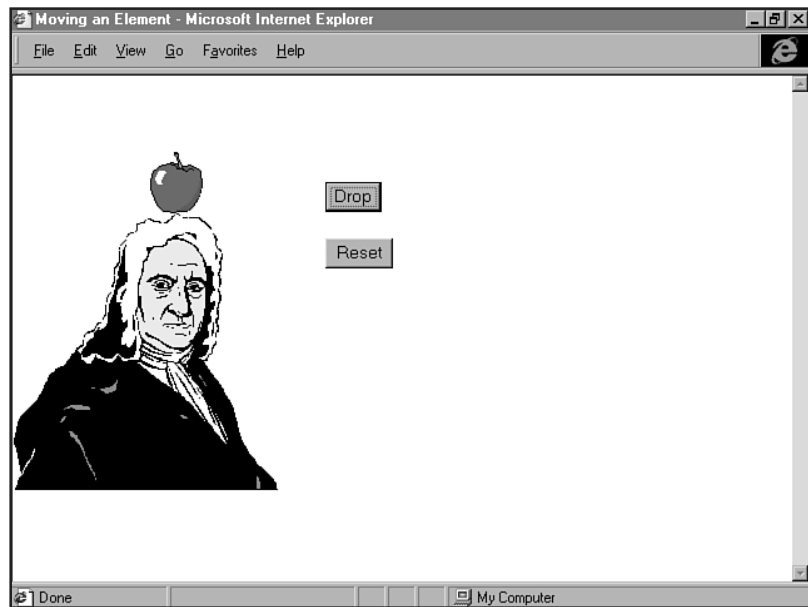 Moving an Element - Microsoft Internet Explorer
File Edit View Go Favorites Help
Drop
Reset
Done
My Computer